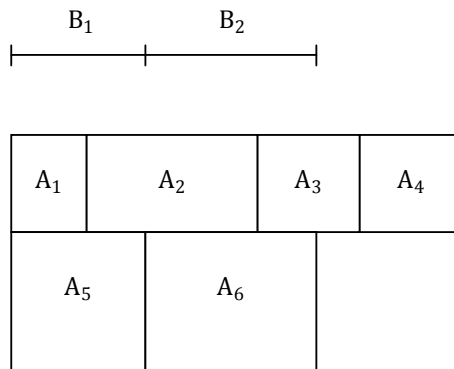 B₁ B₂
A₁ A₂ A₃ A₄
A₅ A₆